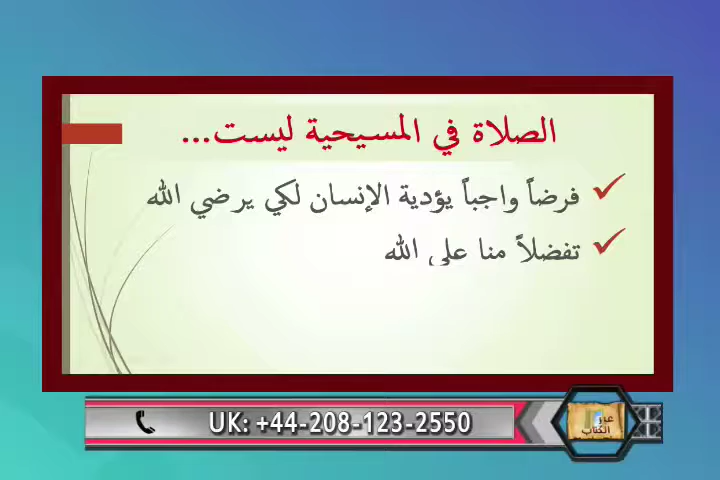 الصلاة في المسيحية ليست...
فرضاً واجباً يؤدية الإنسان لكي يرضي الله
تفضلاً منا على الله
UK: +44-208-123-2550
الكتاب